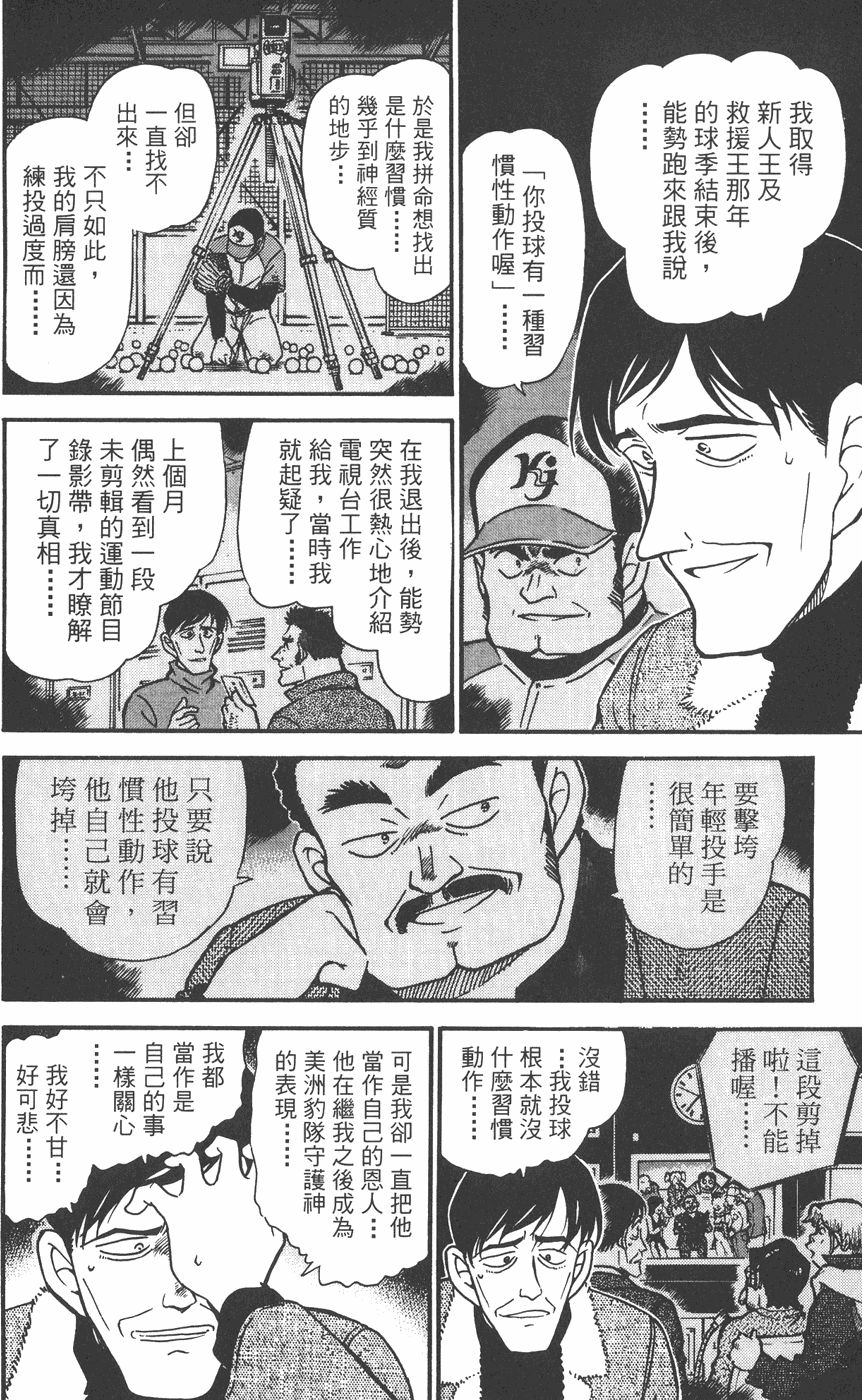 我取得
新人王及
救援王那年
的球季結束後，
能勢跑來跟我說
……
「你投球有一種習
慣性動作喔」……
Kj
於是我拼命想找出
是什麼習慣……
幾乎到神經質
的地步…
但卻
一直找不
出來…
不只如此，
我的肩膀還因為
練投過度而……
Kj
在我退出後，能勢
突然很熱心地介紹
電視台工作
給我，當時我
就起疑了……
上個月
偶然看到一段
未剪輯的運動節目
錄影帶，我才瞭解
了一切真相……
要擊垮
年輕投手是
很簡單的
……
只要說
他投球有習
慣性動作，
他自己就會
垮掉……
這段剪掉
啦！不能
播喔……
沒錯
…我投球
根本就沒
什麼習慣
動作……
可是我卻一直把他
當作自己的恩人…
他在繼我之後成為
美洲豹隊守護神
的表現……
我都
當作是
自己的事
一樣關心
……
我好不甘…
好可悲……